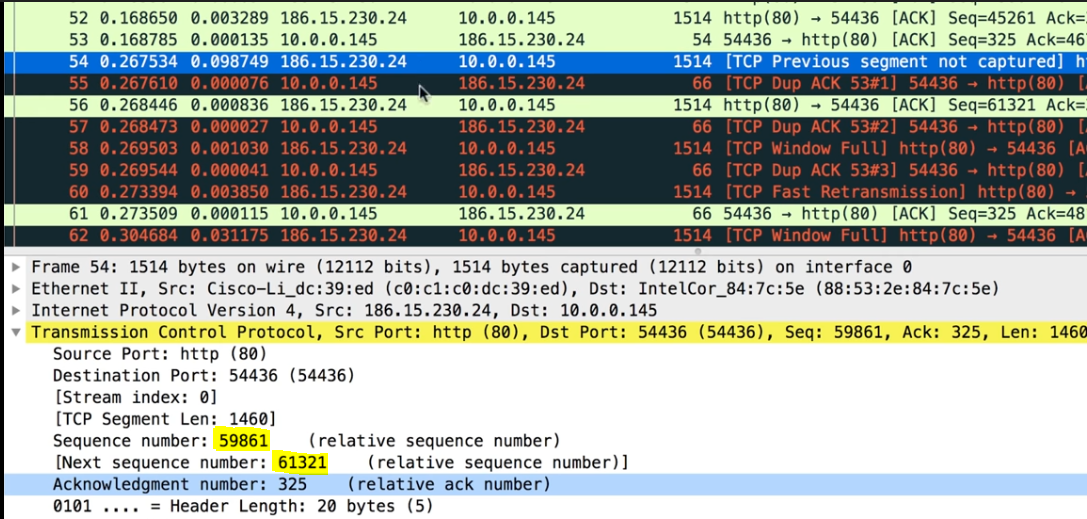 52 0.168650 0.003289 186.15.230.24 10.0.0.145 1514 http(80) → 54436 [ACK] Seq=45261 Ack=
53 0.168785 0.000135 10.0.0.145 186.15.230.24 54 54436 → http(80) [ACK] Seq=325 Ack=46
54 0.267534 0.098749 186.15.230.24 10.0.0.145 1514 [TCP Previous segment not captured] h
55 0.267610 0.000076 10.0.0.145 186.15.230.24 66 [TCP Dup ACK 53#1] 54436 → http(80) [
56 0.268446 0.000836 186.15.230.24 10.0.0.145 1514 http(80) → 54436 [ACK] Seq=61321 Ack=
57 0.268473 0.000027 10.0.0.145 186.15.230.24 66 [TCP Dup ACK 53#2] 54436 → http(80) [
58 0.269503 0.001030 186.15.230.24 10.0.0.145 1514 [TCP Window Full] http(80) → 54436 [A
59 0.269544 0.000041 10.0.0.145 186.15.230.24 66 [TCP Dup ACK 53#3] 54436 → http(80) [
60 0.273394 0.003850 186.15.230.24 10.0.0.145 1514 [TCP Fast Retransmission] http(80) →
61 0.273509 0.000115 10.0.0.145 186.15.230.24 66 54436 → http(80) [ACK] Seq=325 Ack=48
62 0.304684 0.031175 186.15.230.24 10.0.0.145 1514 [TCP Window Full] http(80) → 54436 [A
Frame 54: 1514 bytes on wire (12112 bits), 1514 bytes captured (12112 bits) on interface 0
Ethernet II, Src: Cisco-Li_dc:39:ed (c0:c1:c0:dc:39:ed), Dst: IntelCor_84:7c:5e (88:53:2e:84:7c:5e)
Internet Protocol Version 4, Src: 186.15.230.24, Dst: 10.0.0.145
Transmission Control Protocol, Src Port: http (80), Dst Port: 54436 (54436), Seq: 59861, Ack: 325, Len: 1460
Source Port: http (80)
Destination Port: 54436 (54436)
[Stream index: 0]
[TCP Segment Len: 1460]
Sequence number: 59861 (relative sequence number)
[Next sequence number: 61321 (relative sequence number)]
Acknowledgment number: 325 (relative ack number)
0101 .... = Header Length: 20 bytes (5)